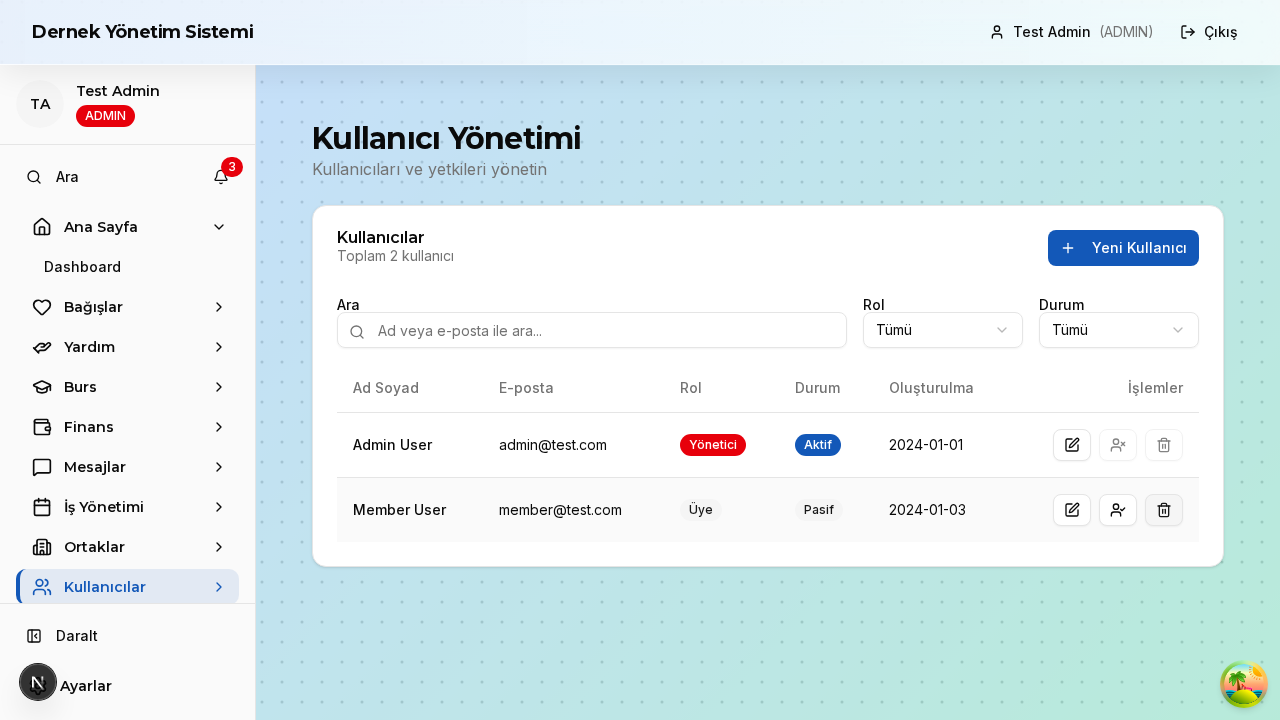 Dernek Yönetim Sistemi
Test Admin (ADMIN)
Çıkış
TA
Test Admin
ADMIN
Ara
3
Ana Sayfa
Dashboard
Bağışlar
Yardım
Burs
Finans
Mesajlar
İş Yönetimi
Ortaklar
Kullanıcılar
Daralt
N
Ayarlar
Kullanıcı Yönetimi
Kullanıcıları ve yetkileri yönetin
Kullanıcılar
Toplam 2 kullanıcı
Yeni Kullanıcı
Ara
Rol
Durum
Ad veya e-posta ile ara...
Tümü
Tümü
Ad Soyad E-posta Rol Durum Oluşturulma İşlemler
Admin User admin@test.com Yönetici Aktif 2024-01-01
Member User member@test.com Üye Pasif 2024-01-03